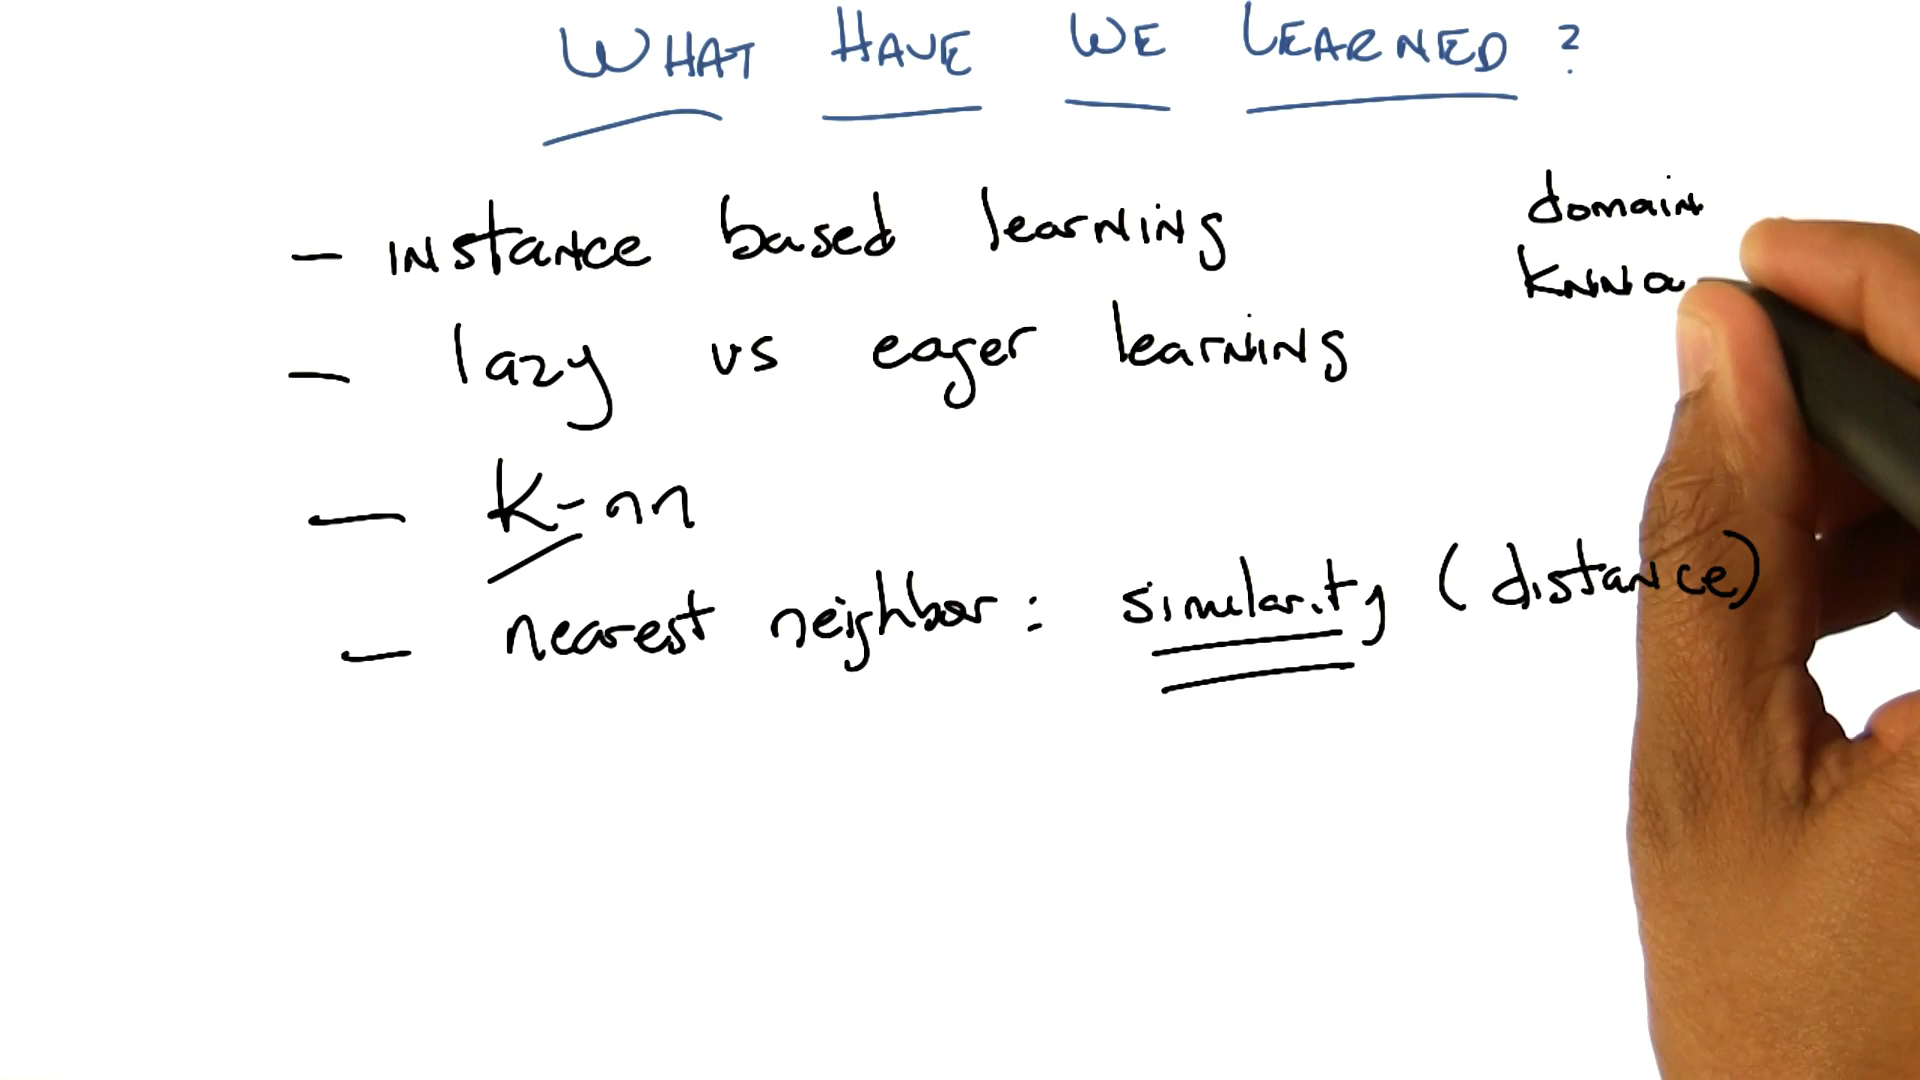 WHAT HAVE WE LEARNED?
- instance based learning
- lazy vs eager learning
- K-nn
- nearest neighbor: similarity (distance)
domain